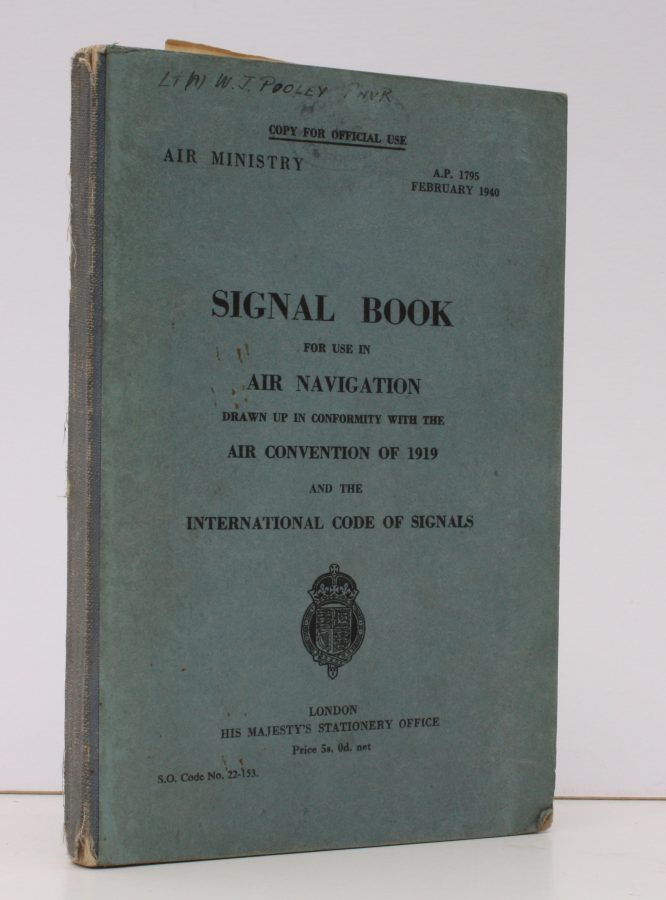 Lt (A) W. J. POOLEY RNVR
COPY FOR OFFICIAL USE
AIR MINISTRY
A.P. 1795
FEBRUARY 1940
SIGNAL BOOK
FOR USE IN
AIR NAVIGATION
DRAWN UP IN CONFORMITY WITH THE
AIR CONVENTION OF 1919
AND THE
INTERNATIONAL CODE OF SIGNALS
LONDON
HIS MAJESTY'S STATIONERY OFFICE
Price 5s. 0d. net
S.O. Code No. 22-153.